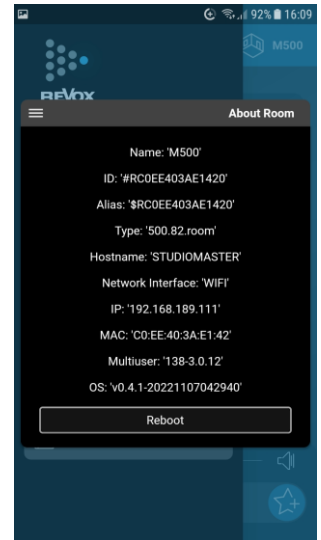 92% 16:09
M500
REVOX
About Room
Name: 'M500'
ID: '#RC0EE403AE1420'
Alias: '$RC0EE403AE1420'
Type: '500.82.room'
Hostname: 'STUDIOMASTER'
Network Interface: 'WIFI'
IP: '192.168.189.111'
MAC: 'C0:EE:40:3A:E1:42'
Multiuser: '138-3.0.12'
OS: 'v0.4.1-20221107042940'
Reboot